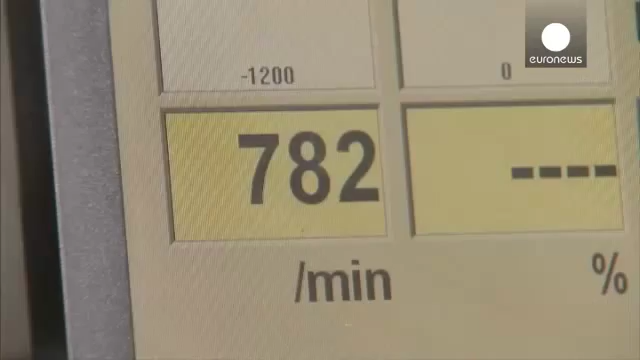 euronews
-1200
0
782
----
/min
%